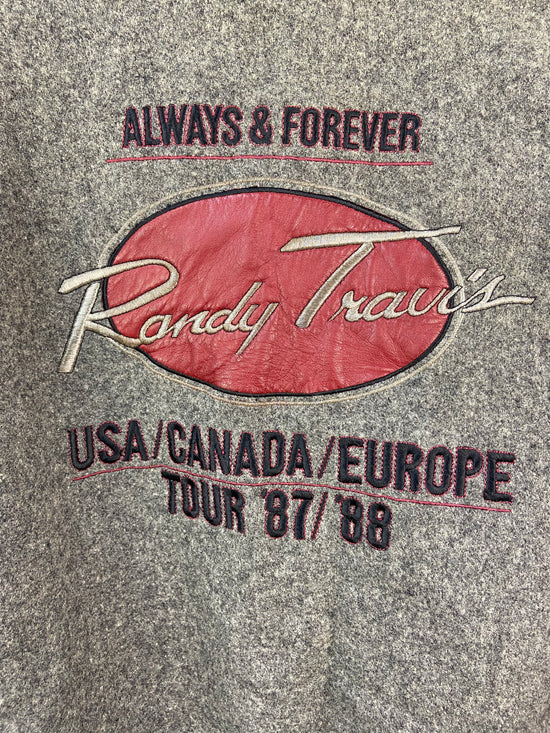 ALWAYS & FOREVER
Randy Travis
USA/CANADA/EUROPE
TOUR '87/'88